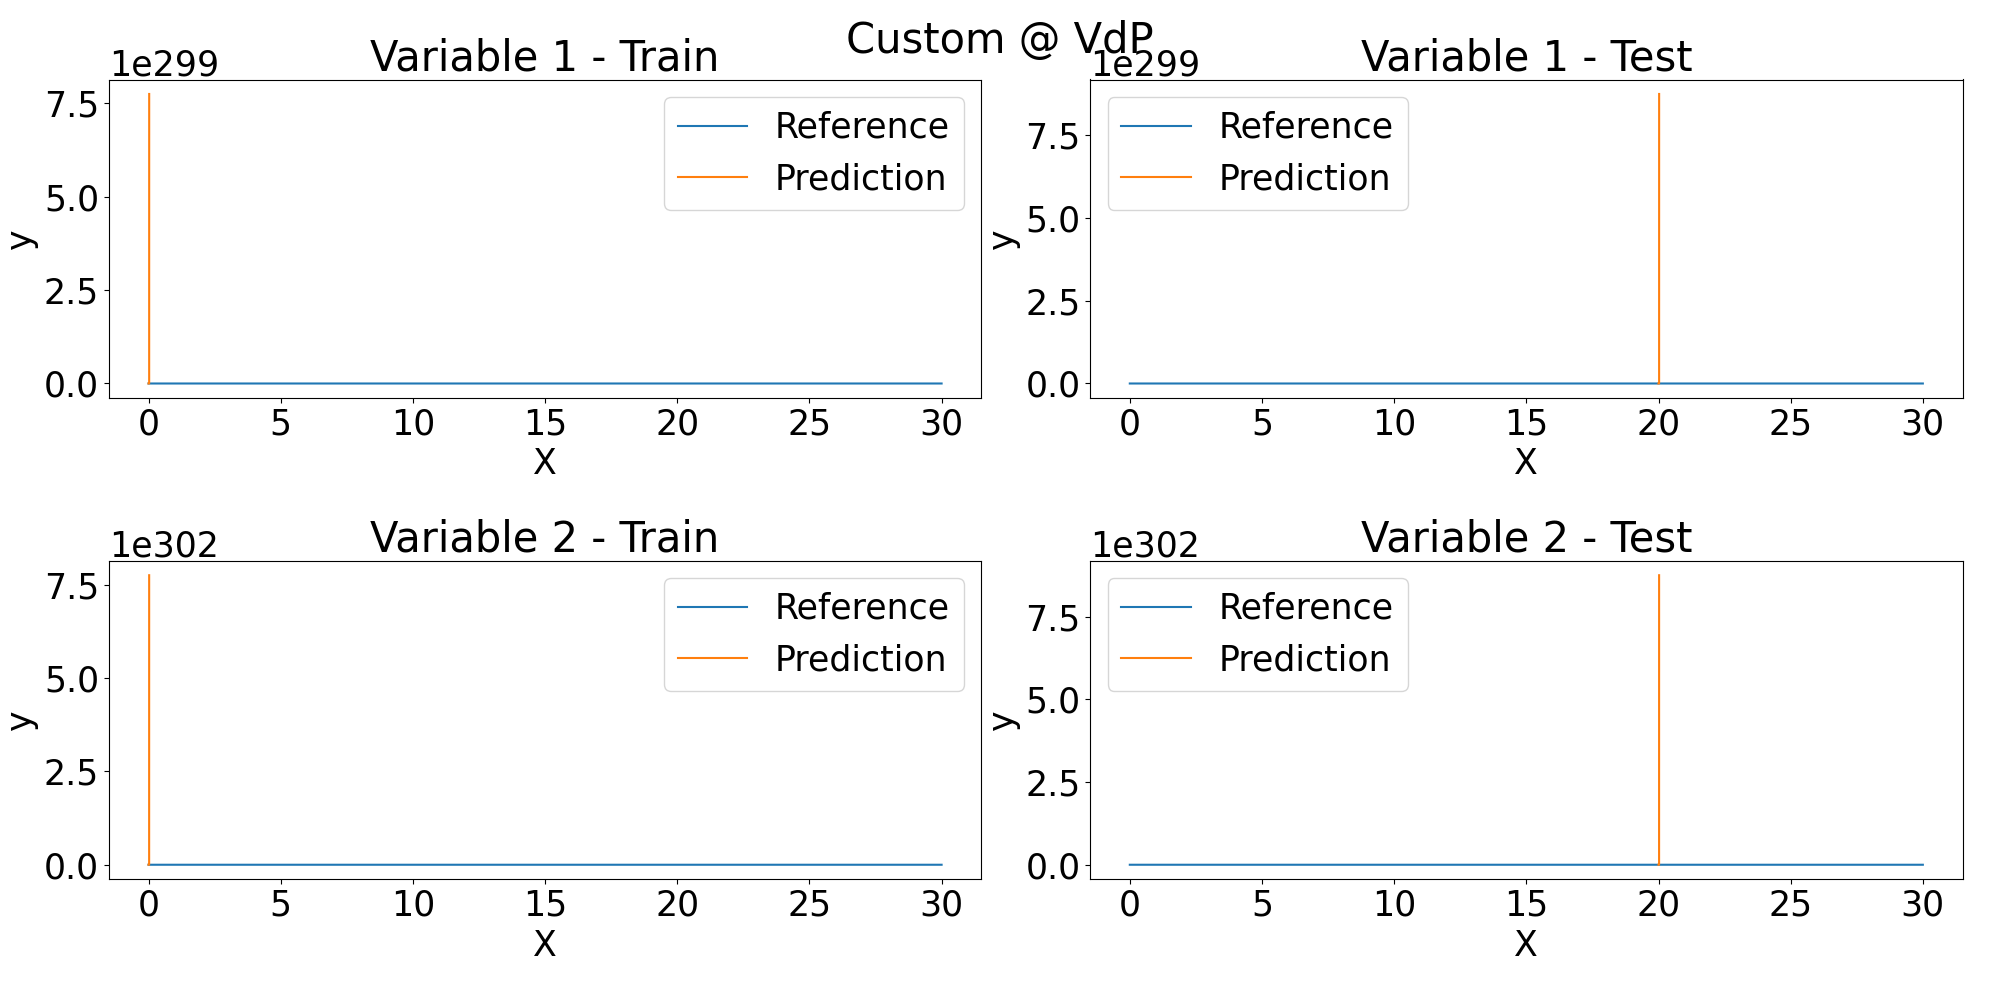 Custom @ VdP
Variable 1 - Train
1e299
7.5
5.0
2.5
0.0
y
Reference
Prediction
0 5 10 15 20 25 30
X
Variable 1 - Test
1e299
7.5
5.0
2.5
0.0
y
Reference
Prediction
0 5 10 15 20 25 30
X
Variable 2 - Train
1e302
7.5
5.0
2.5
0.0
y
Reference
Prediction
0 5 10 15 20 25 30
X
Variable 2 - Test
1e302
7.5
5.0
2.5
0.0
y
Reference
Prediction
0 5 10 15 20 25 30
X